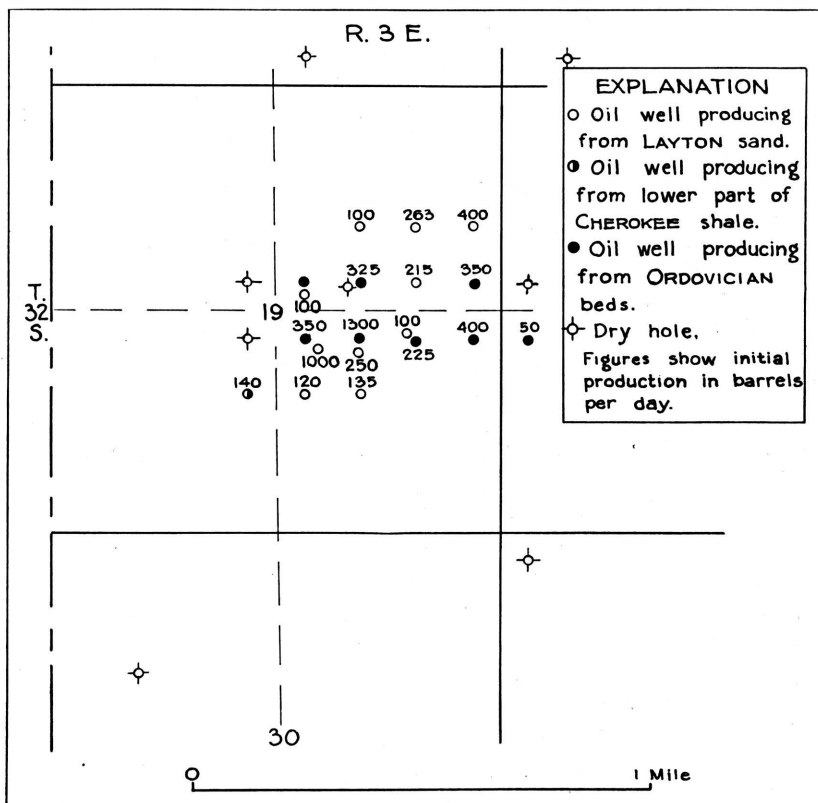 R. 3 E.
EXPLANATION
Oil well producing
from LAYTON sand.
Oil well producing
from lower part of
CHEROKEE shale.
Oil well producing
from ORDOVICIAN
beds.
Dry hole.
Figures show initial
production in barrels
per day.
100 263 400
325 215 350
100
T.
32
S.
19
350 1300 100 400 50
1000 250 225
140 120 135
30
0 1 Mile